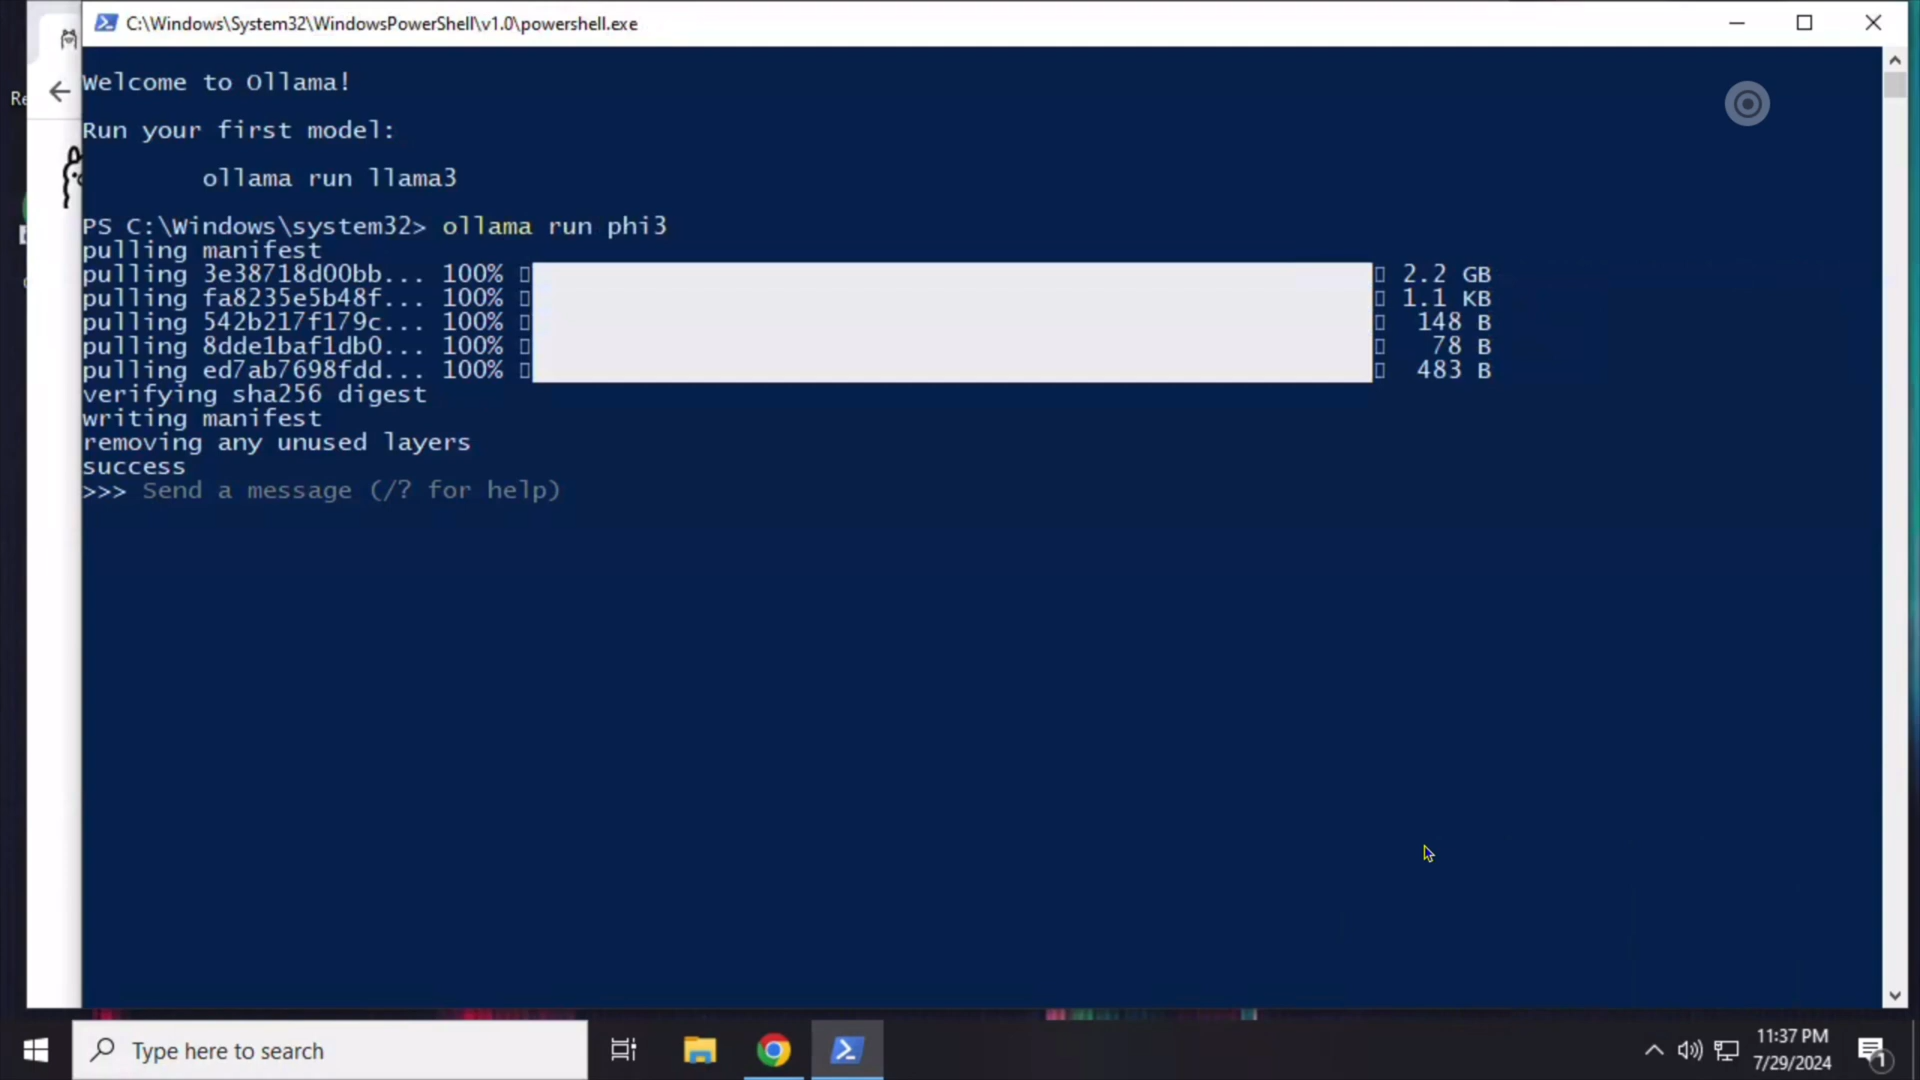 C:\Windows\System32\WindowsPowerShell\v1.0\powershell.exe
Welcome to Ollama!
Run your first model:
ollama run llama3
PS C:\Windows\system32> ollama run phi3
pulling manifest
pulling 3e38718d00bb... 100% 2.2 GB
pulling fa8235e5b48f... 100% 1.1 KB
pulling 542b217f179c... 100% 148 B
pulling 8dde1baf1db0... 100% 78 B
pulling ed7ab7698fdd... 100% 483 B
verifying sha256 digest
writing manifest
removing any unused layers
success
>>> Send a message (/? for help)
Type here to search
11:37 PM
7/29/2024
1